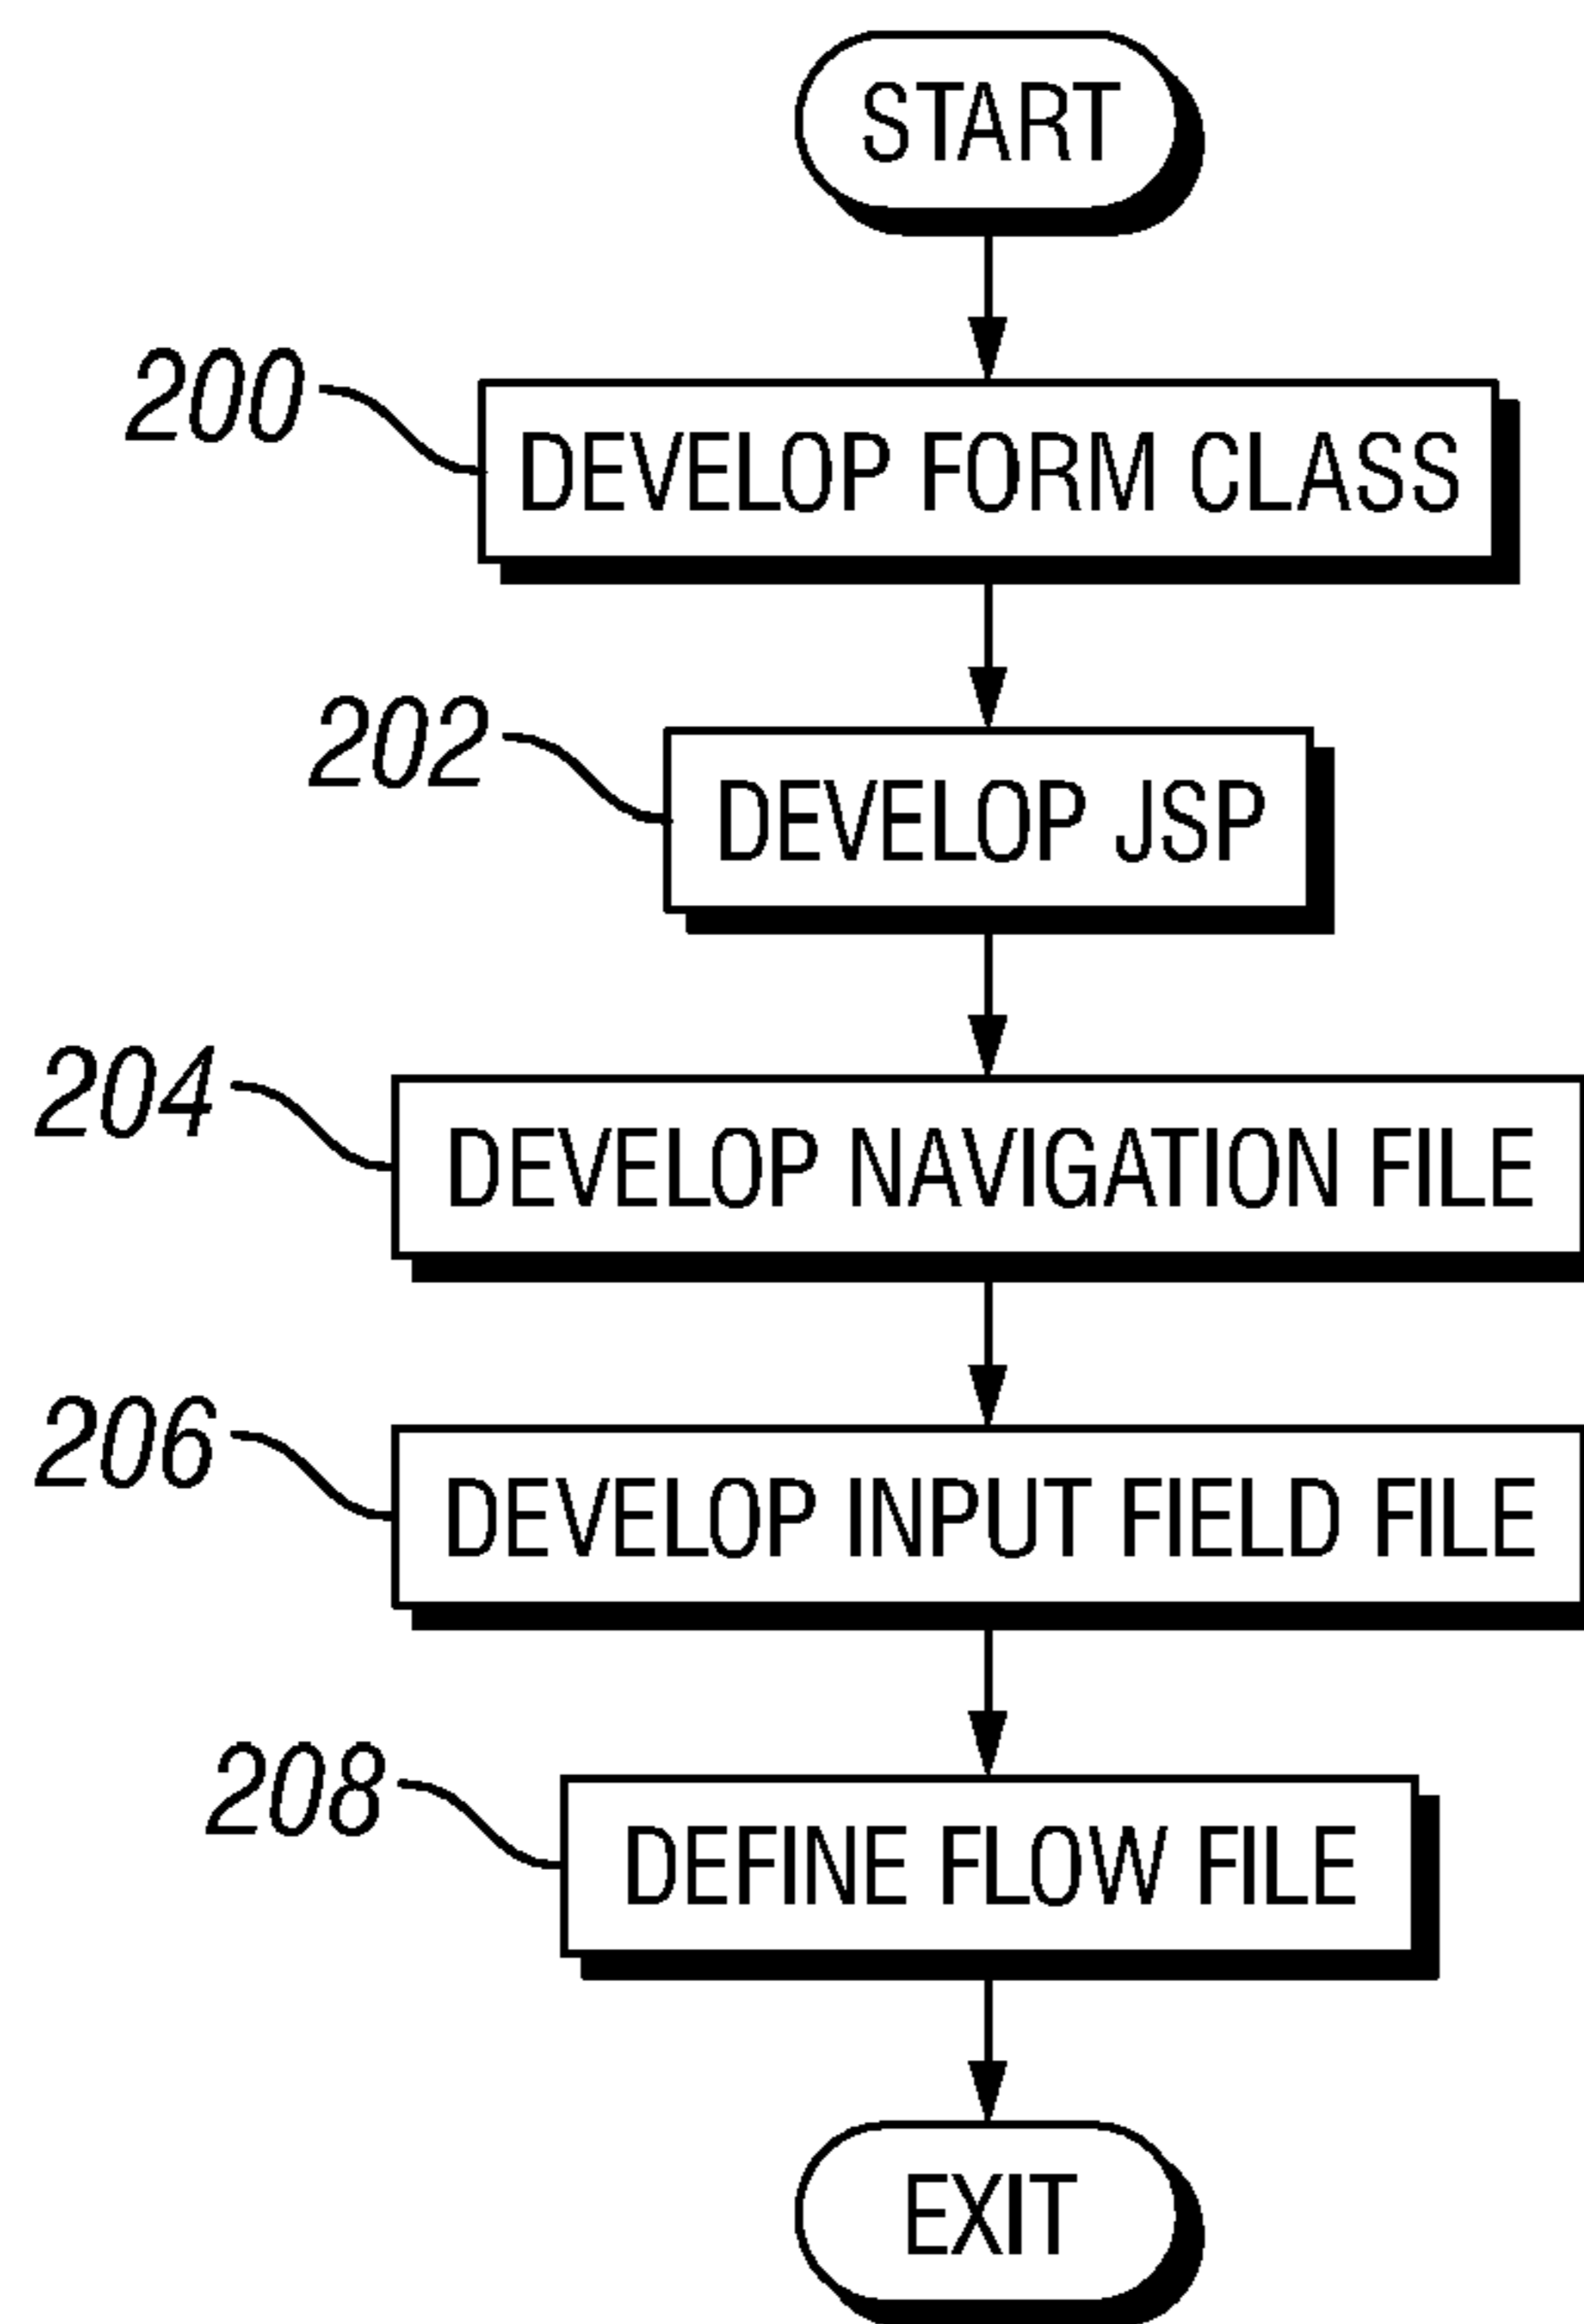 START
200
DEVELOP FORM CLASS
202
DEVELOP JSP
204
DEVELOP NAVIGATION FILE
206
DEVELOP INPUT FIELD FILE
208
DEFINE FLOW FILE
EXIT